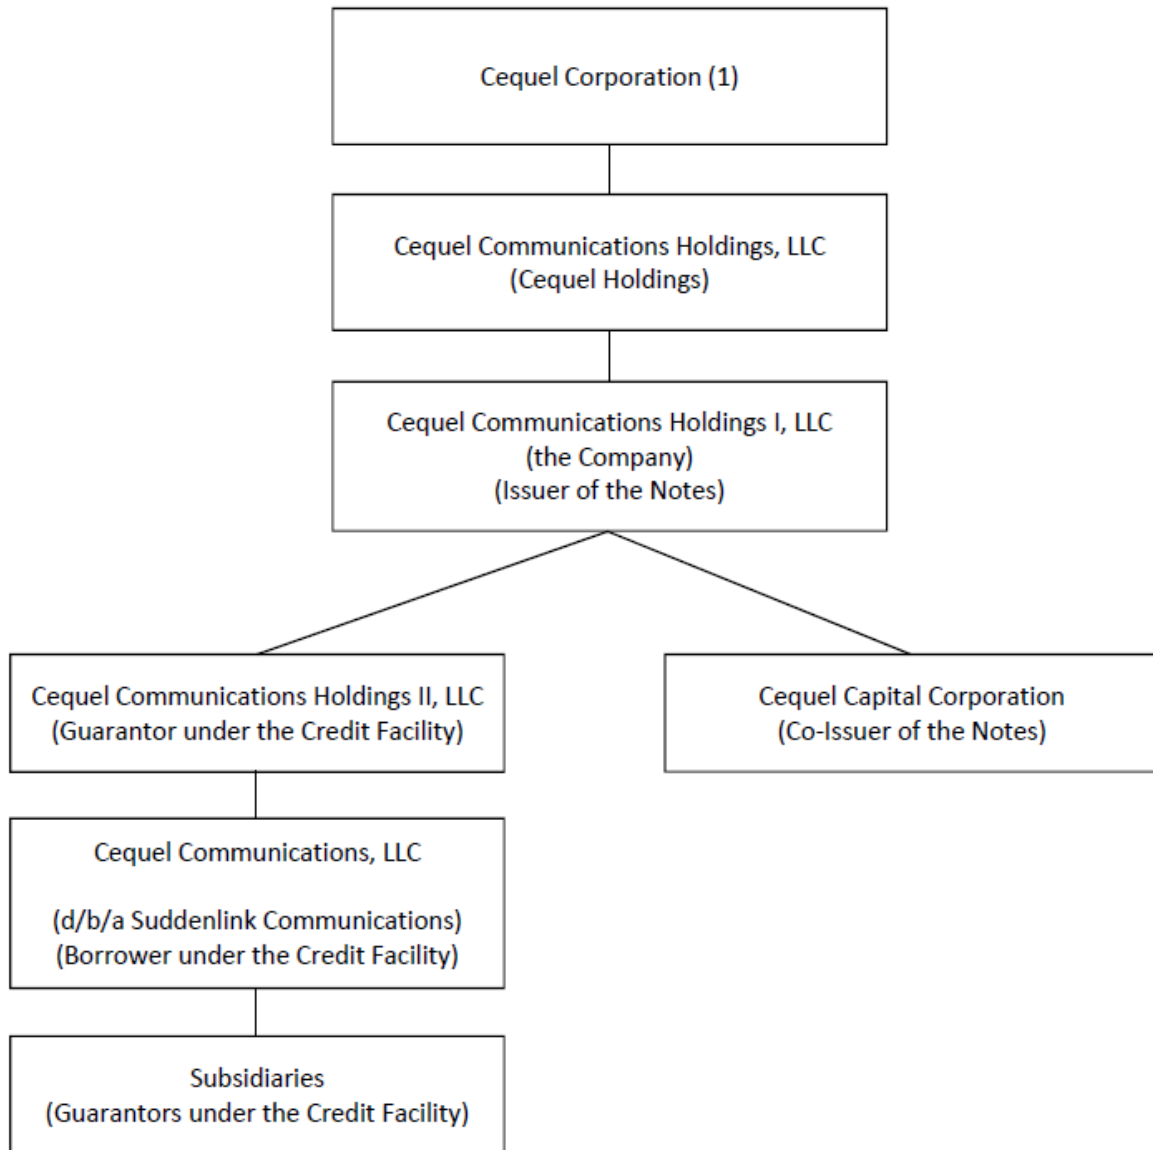 Cequel Corporation (1)
Cequel Communications Holdings, LLC
(Cequel Holdings)
Cequel Communications Holdings I, LLC
(the Company)
(Issuer of the Notes)
Cequel Communications Holdings II, LLC
(Guarantor under the Credit Facility)
Cequel Capital Corporation
(Co-Issuer of the Notes)
Cequel Communications, LLC
(d/b/a Suddenlink Communications)
(Borrower under the Credit Facility)
Subsidiaries
(Guarantors under the Credit Facility)